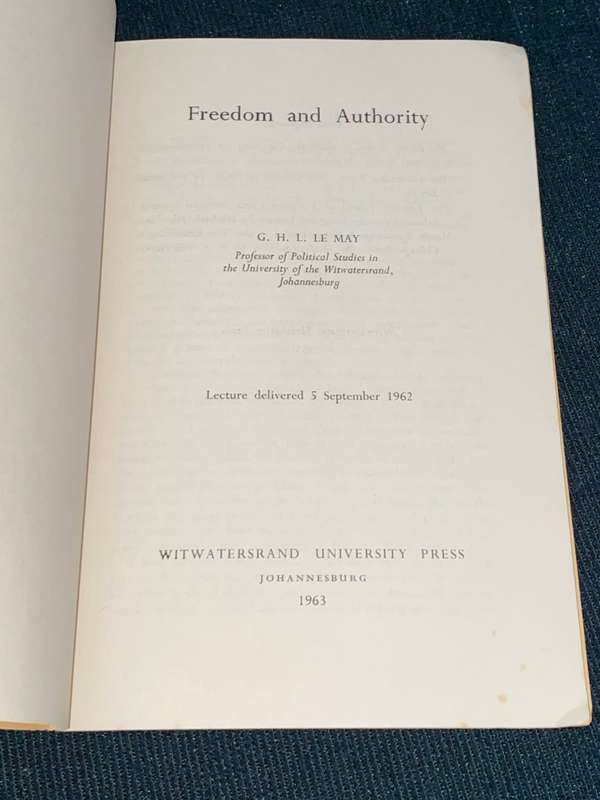 Freedom and Authority
G. H. L. LE MAY
Professor of Political Studies in
the University of the Witwatersrand,
Johannesburg
Lecture delivered 5 September 1962
WITWATERSRAND UNIVERSITY PRESS
JOHANNESBURG
1963